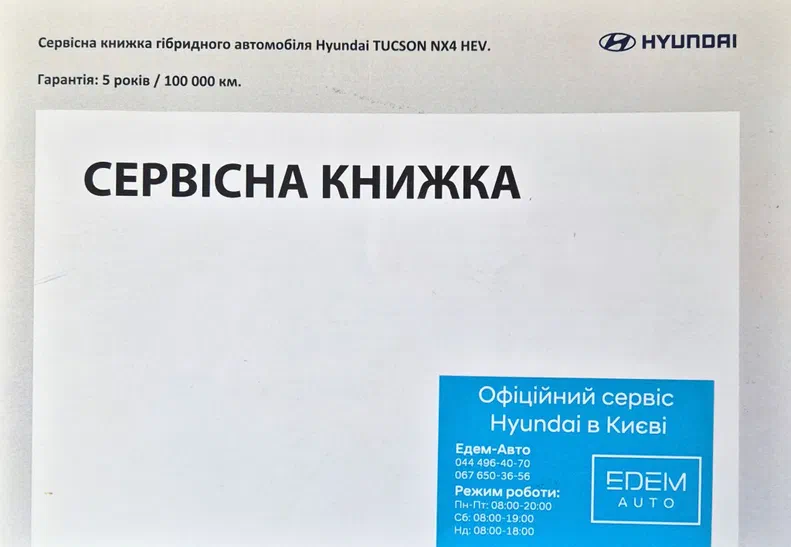 Сервісна книжка гібридного автомобіля Hyundai TUCSON NX4 HEV.
HYUNDAI
Гарантія: 5 років / 100 000 км.
СЕРВІСНА КНИЖКА
Офіційний сервіс
Hyundai в Києві
Едем-Авто
044 496-40-70
067 650-36-56
Режим роботи:
Пн-Пт: 08:00-20:00
Сб: 08:00-19:00
Нд: 08:00-18:00
EDEM
AUTO